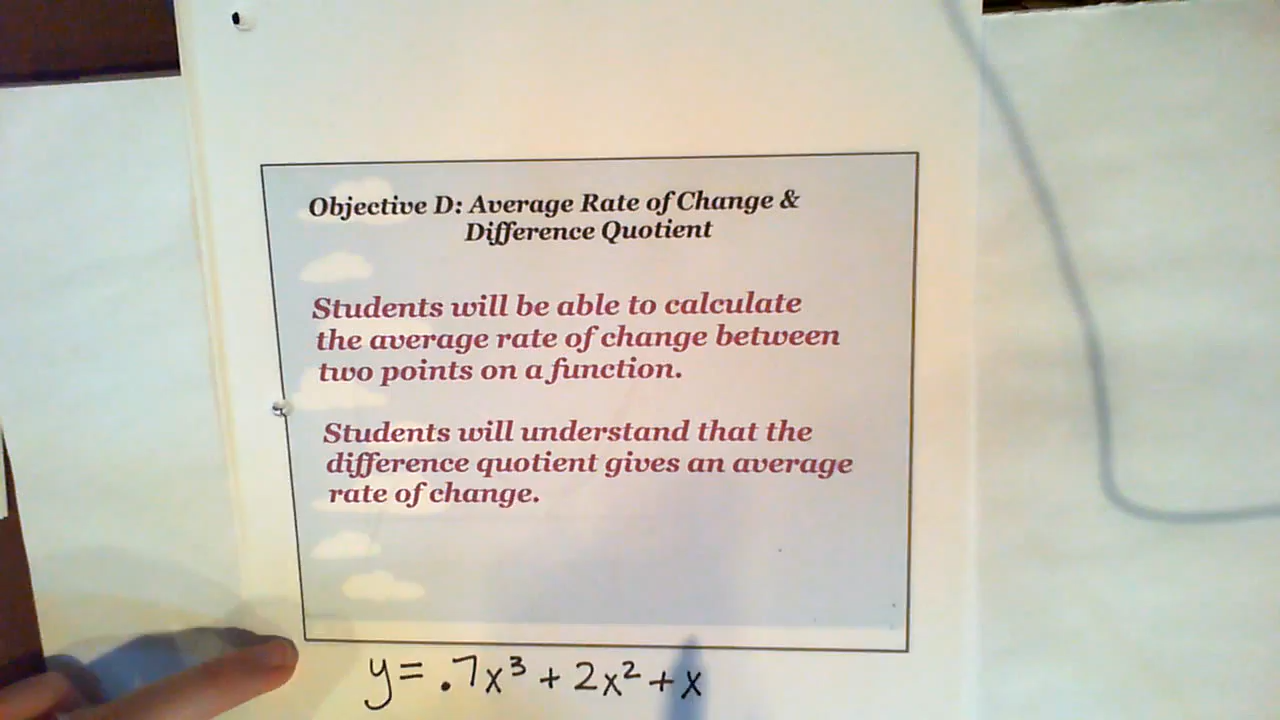 Objective D: Average Rate of Change &
Difference Quotient
Students will be able to calculate
the average rate of change between
two points on a function.
Students will understand that the
difference quotient gives an average
rate of change.
y = .7x³ + 2x² + x